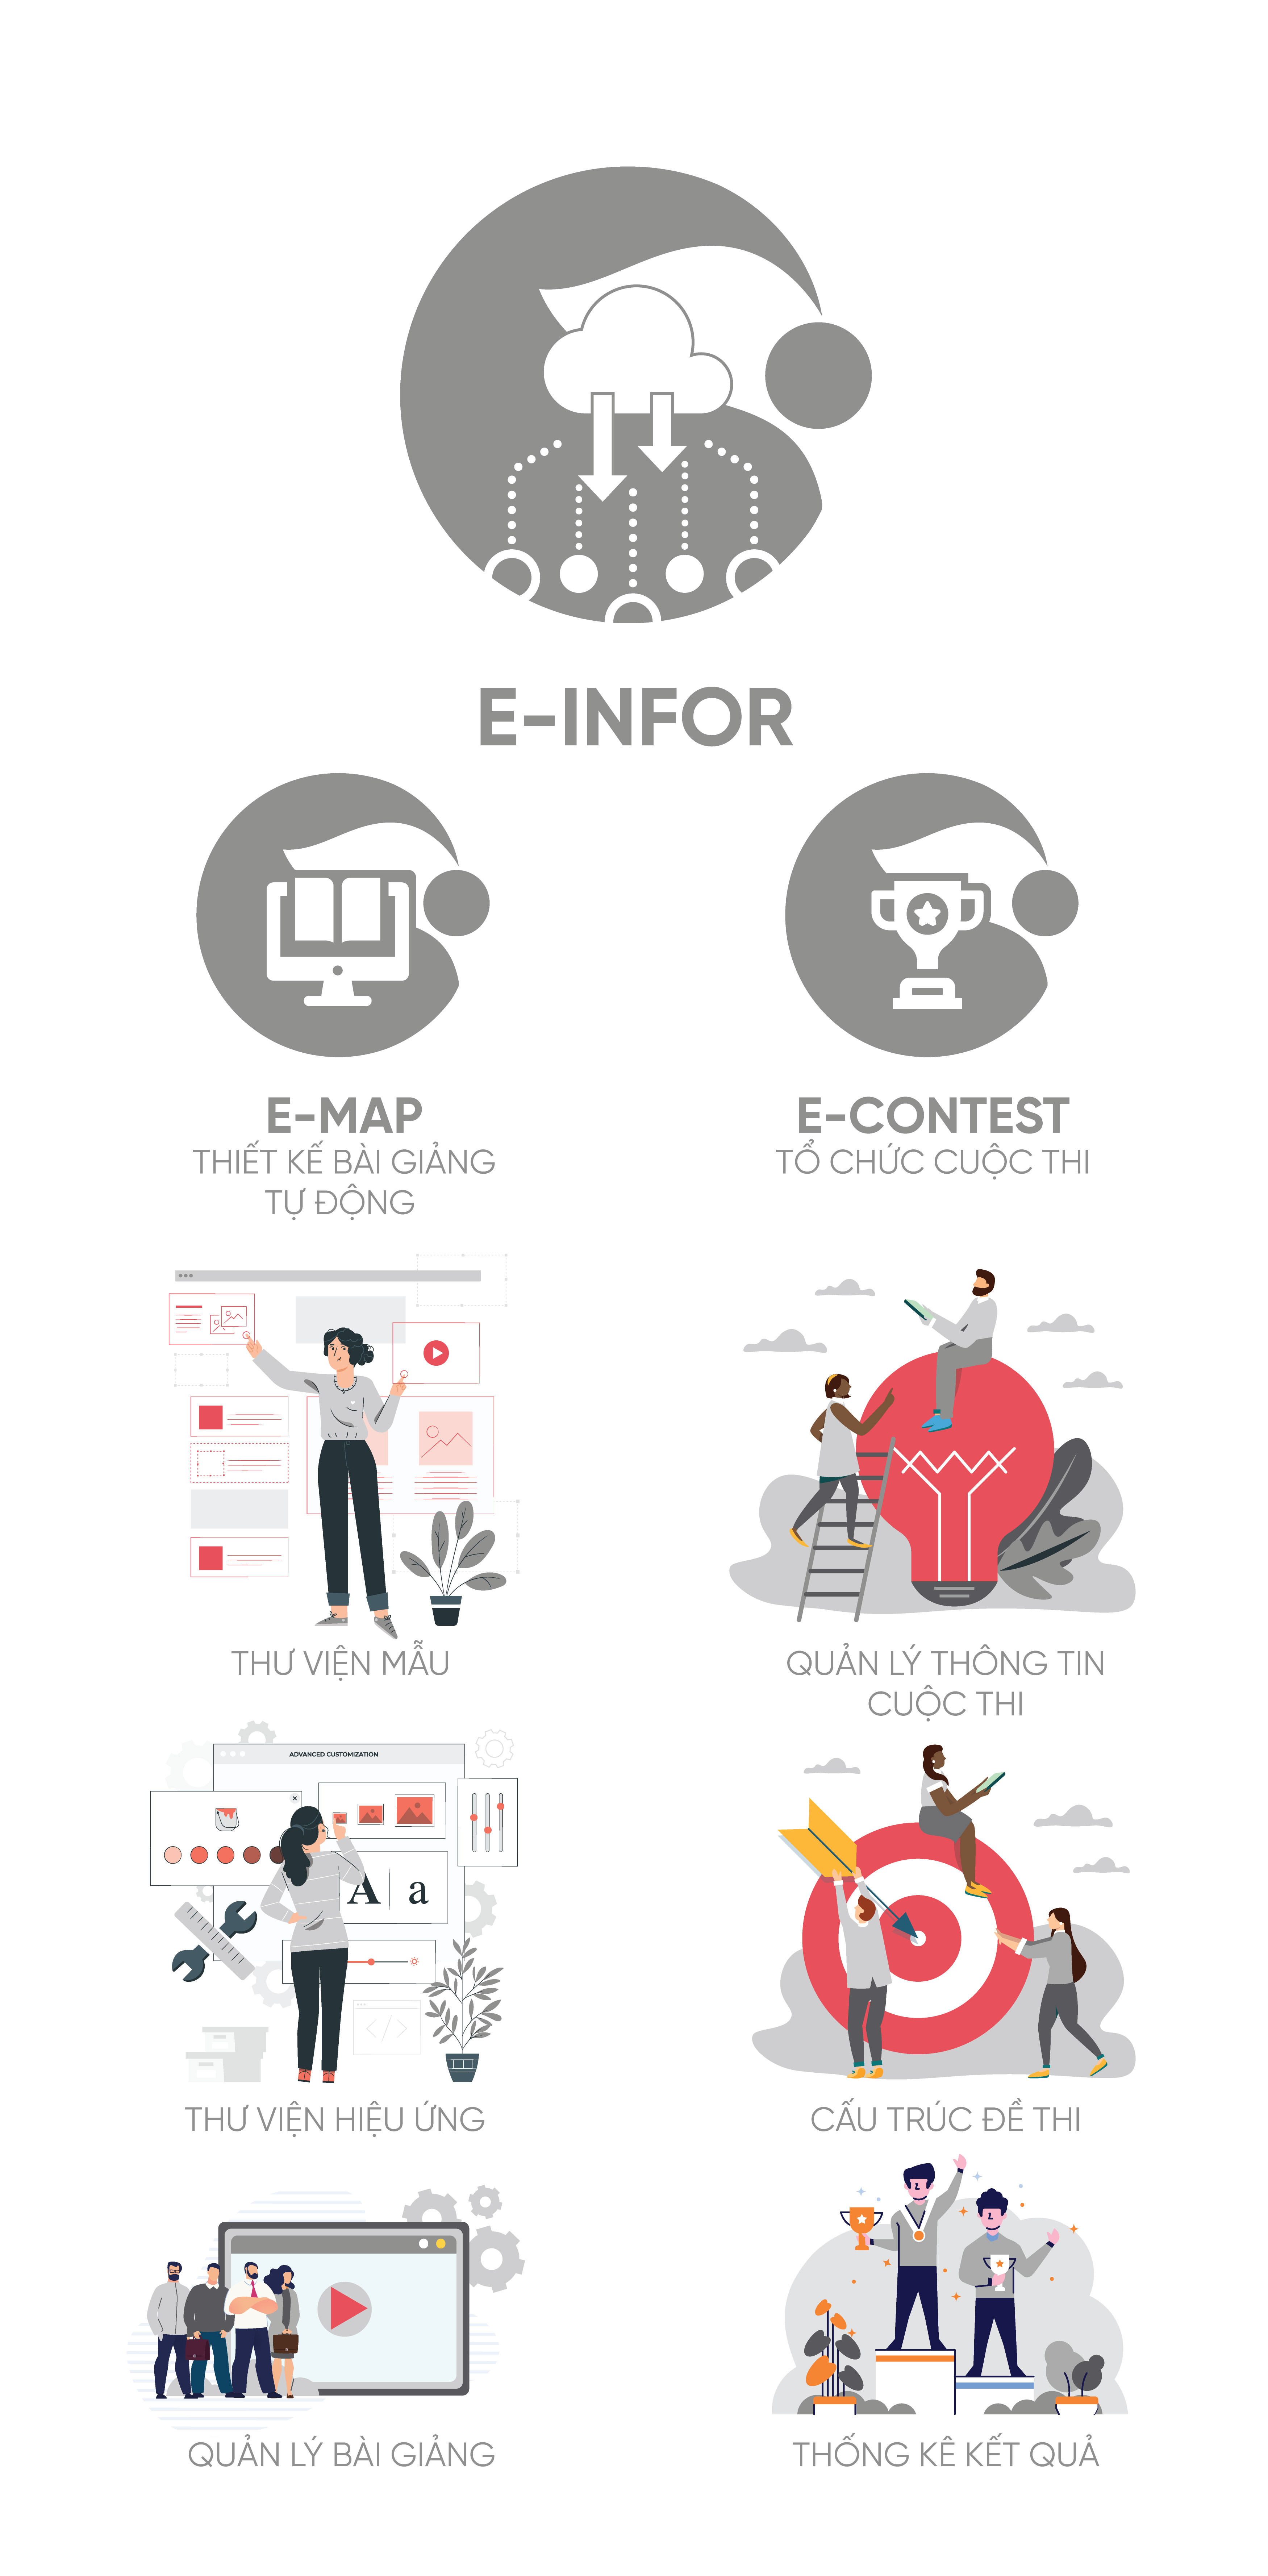 E-INFOR
E-MAP
THIẾT KẾ BÀI GIẢNG
TỰ ĐỘNG
THƯ VIỆN MẪU
ADVANCED CUSTOMIZATION
A a
THƯ VIỆN HIỆU ỨNG
QUẢN LÝ BÀI GIẢNG
E-CONTEST
TỔ CHỨC CUỘC THI
QUẢN LÝ THÔNG TIN
CUỘC THI
CẤU TRÚC ĐỀ THI
THỐNG KÊ KẾT QUẢ